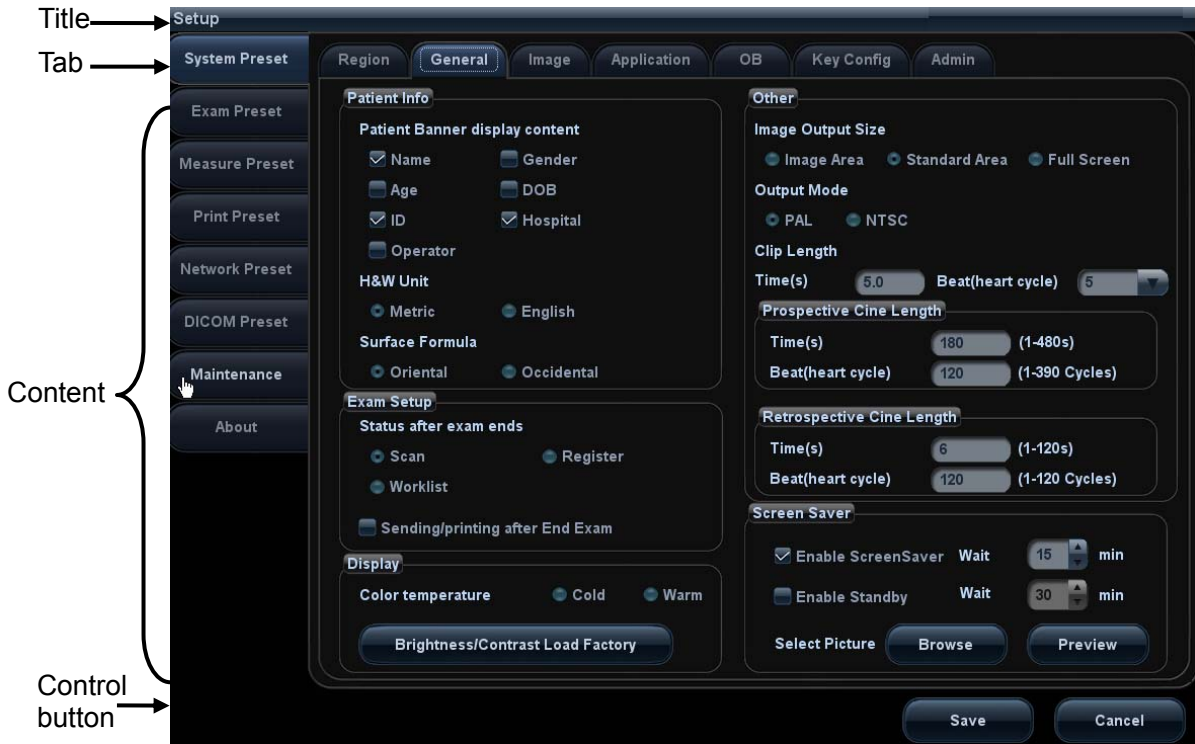 Title
Setup
Tab
System Preset
Exam Preset
Measure Preset
Print Preset
Network Preset
DICOM Preset
Maintenance
About
Content
Control
button
Region General Image Application OB Key Config Admin
Patient Info
Patient Banner display content
Name Gender
Age DOB
ID Hospital
Operator
H&W Unit
Metric English
Surface Formula
Oriental Occidental
Exam Setup
Status after exam ends
Scan Register
Worklist
Sending/printing after End Exam
Display
Color temperature Cold Warm
Brightness/Contrast Load Factory
Other
Image Output Size
Image Area Standard Area Full Screen
Output Mode
PAL NTSC
Clip Length
Time(s) 5.0 Beat(heart cycle) 5
Prospective Cine Length
Time(s) 180 (1-480s)
Beat(heart cycle) 120 (1-390 Cycles)
Retrospective Cine Length
Time(s) 6 (1-120s)
Beat(heart cycle) 120 (1-120 Cycles)
Screen Saver
Enable ScreenSaver Wait 15 min
Enable Standby Wait 30 min
Select Picture Browse Preview
Save Cancel